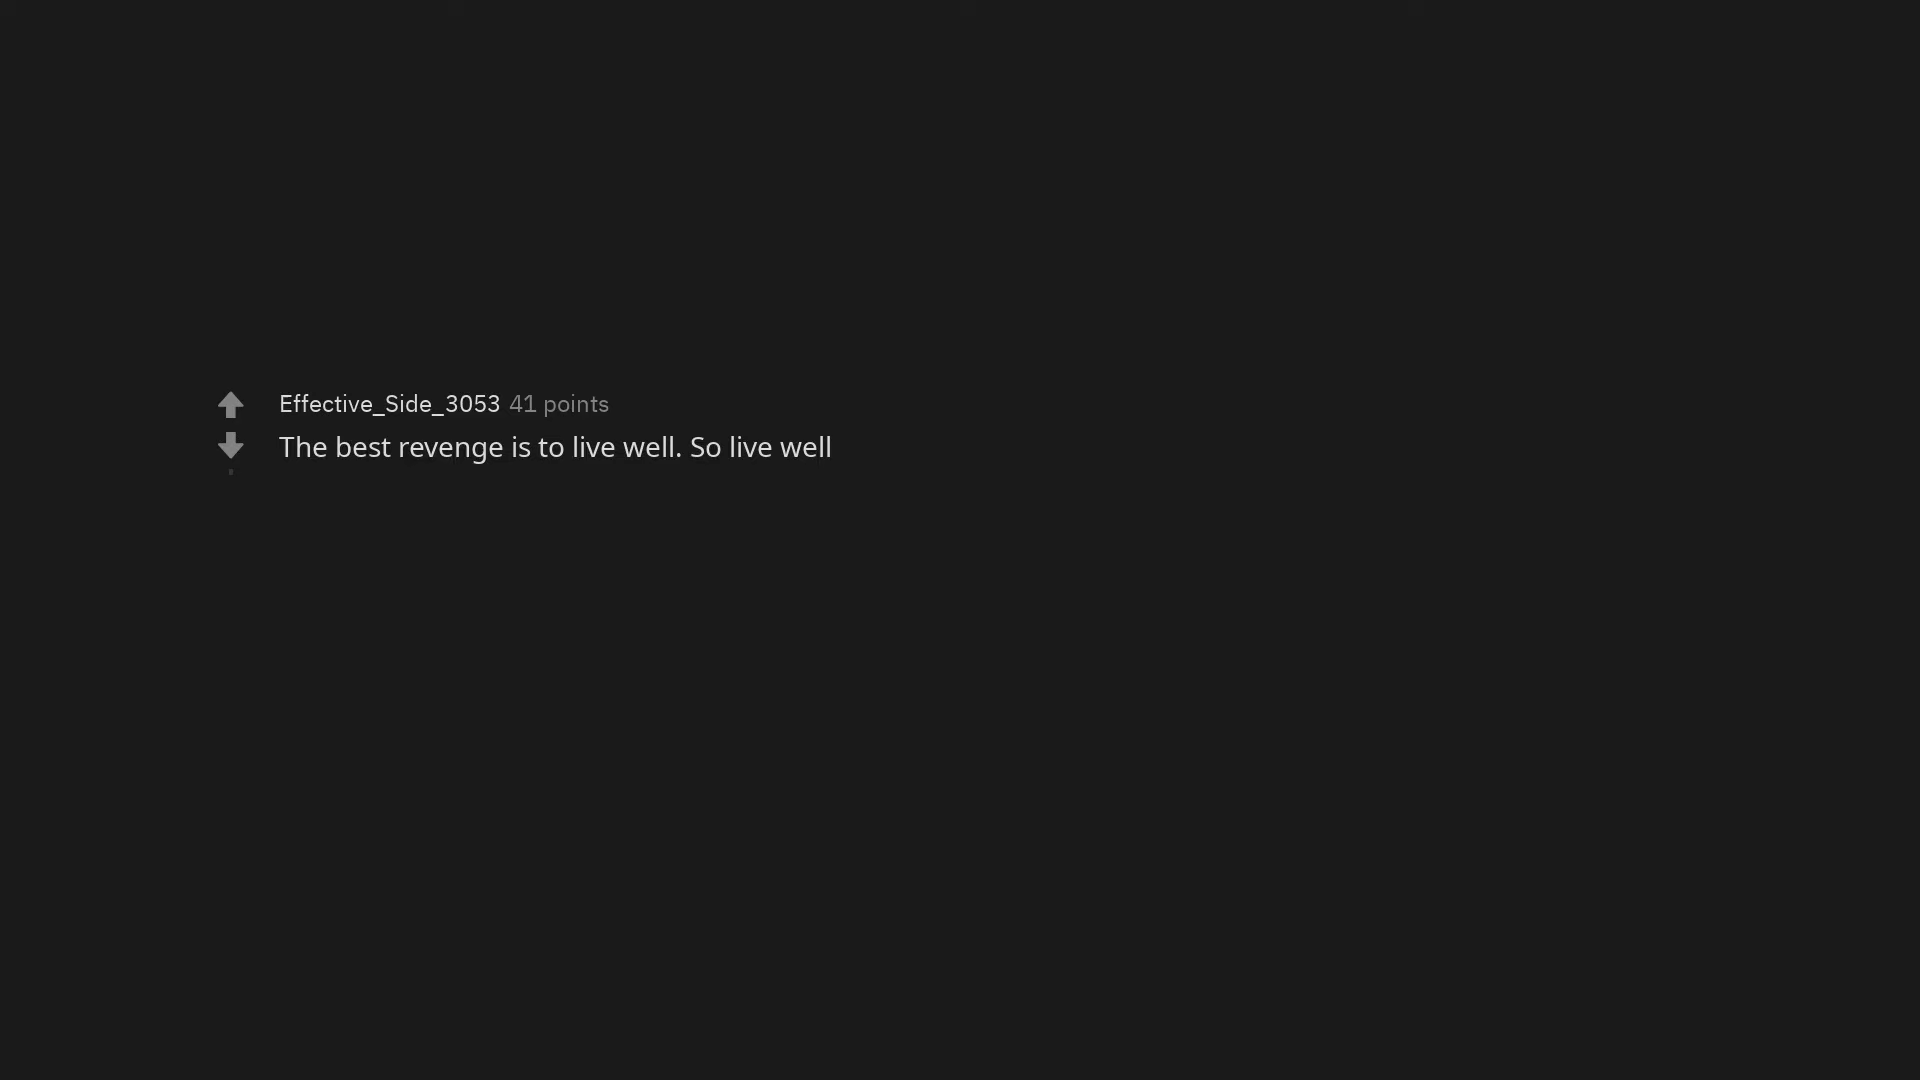 Effective_Side_3053 41 points
The best revenge is to live well. So live well